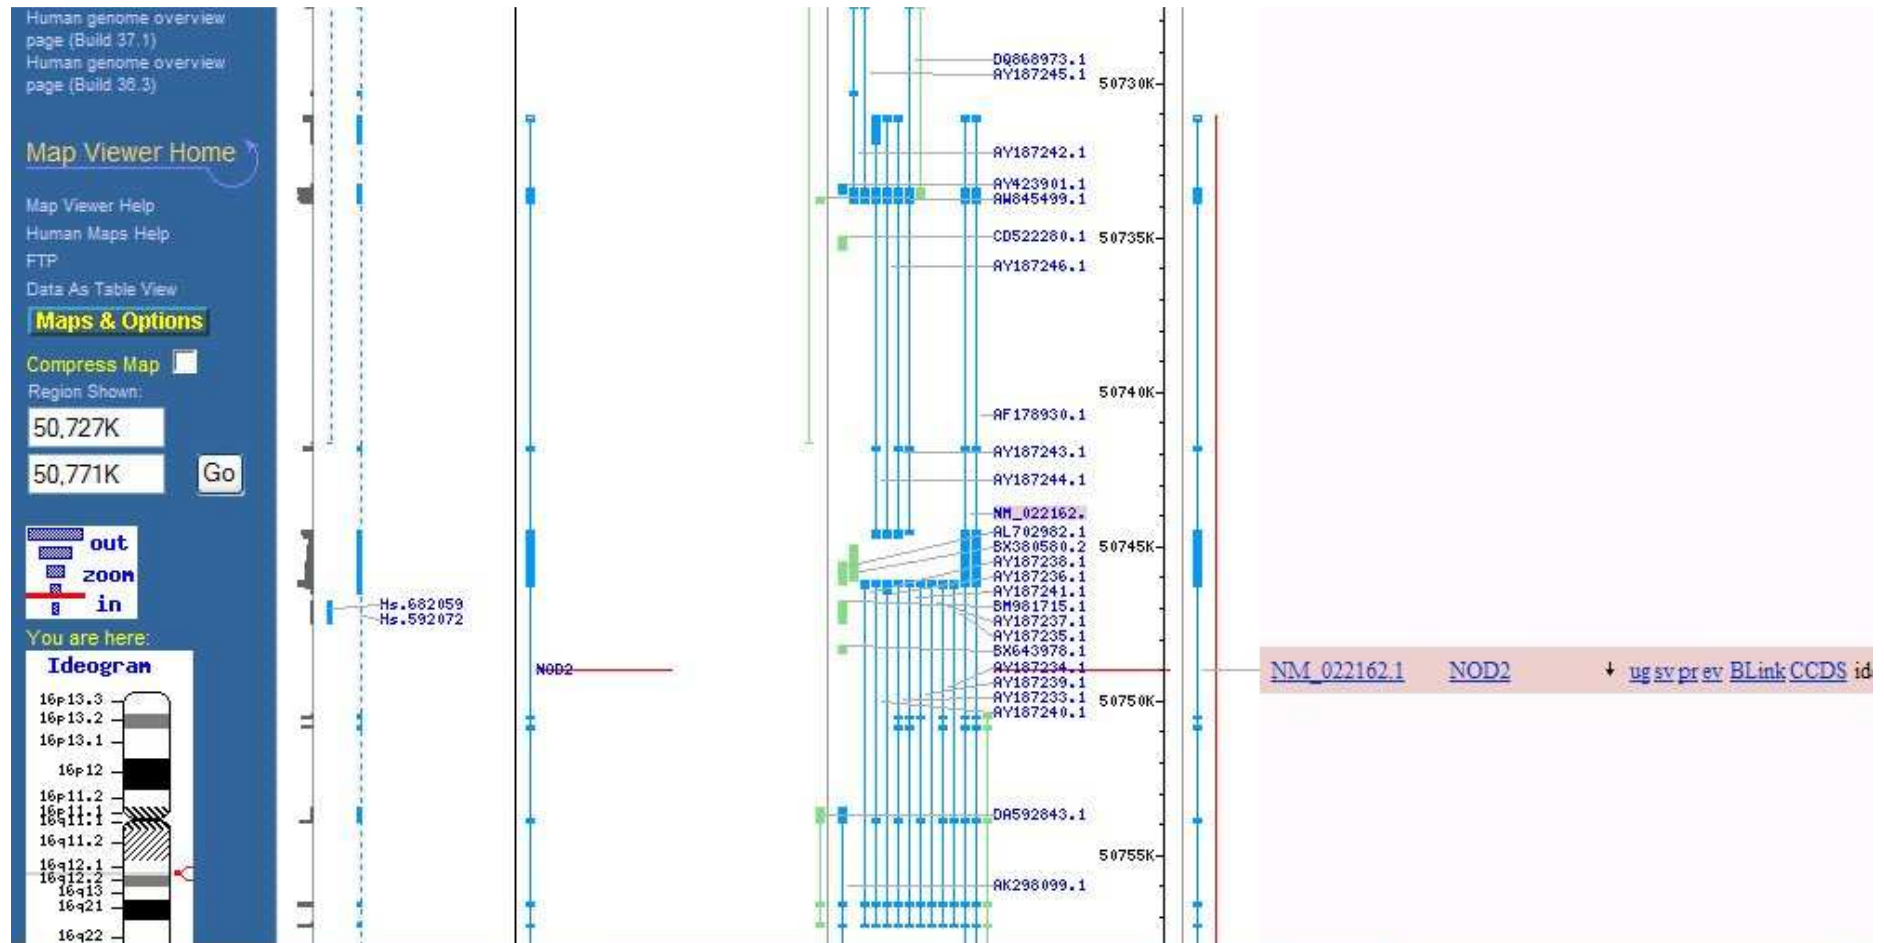 Human genome overview
page (Build 37.1)
Human genome overview
page (Build 36.3)
Map Viewer Home
Map Viewer Help
Human Maps Help
FTP
Data As Table View
Maps & Options
Compress Map
Region Shown:
50,727K
50,771K
Go
out
zoom
in
You are here:
Ideogram
16p13.3
16p13.2
16p13.1
16p12
16p11.2
16p11.1
16q11.1
16q11.2
16q12.1
16q12.2
16q13
16q21
16q22
Hs.682059
Hs.592072
NOD2
DQ868973.1
AY187245.1
AY187242.1
AY423901.1
AW845499.1
CD522280.1
AY187246.1
AF178930.1
AY187243.1
AY187244.1
NM_022162.
AL702982.1
BX380580.2
AY187238.1
AY187236.1
AY187241.1
BM981715.1
AY187237.1
AY187235.1
BX643978.1
AY187234.1
AY187239.1
AY187233.1
AY187240.1
DA592843.1
AK298099.1
50730K
50735K
50740K
50745K
50750K
50755K
NM_022162.1 NOD2 ↓ ug sv pr ev BLink CCDS id